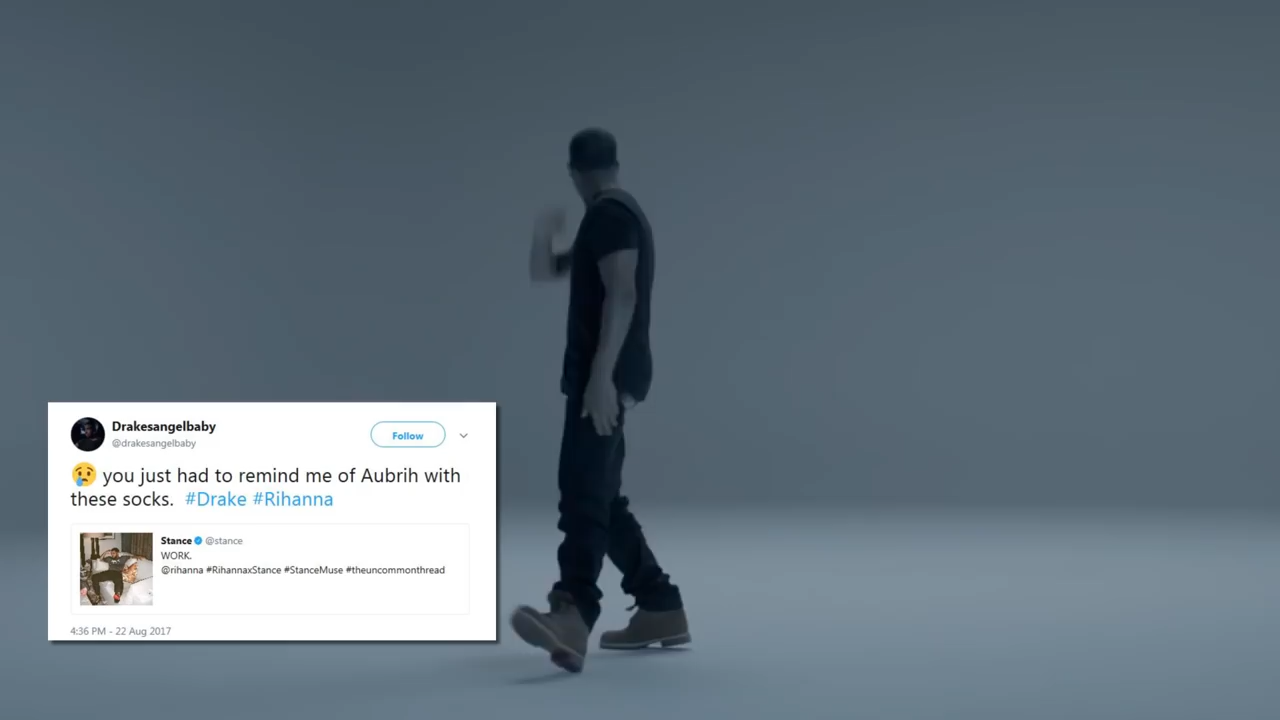 Drakesangelbaby
@drakesangelbaby
Follow
😢 you just had to remind me of Aubrih with
these socks. #Drake #Rihanna
Stance @stance
WORK.
@rihanna #RihannaxStance #StanceMuse #theuncommonthread
4:36 PM - 22 Aug 2017